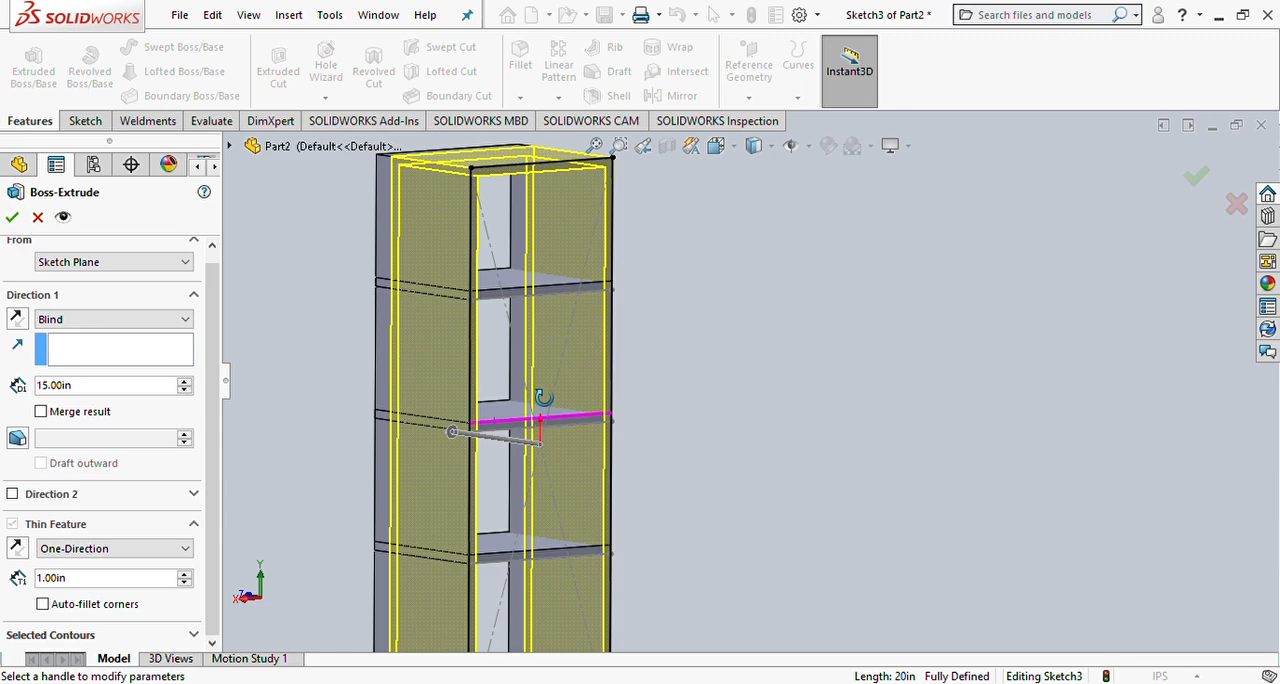 SOLIDWORKS File Edit View Insert Tools Window Help Sketch3 of Part2 * Search files and models ?
Extruded Boss/Base
Revolved Boss/Base
Swept Boss/Base
Lofted Boss/Base
Boundary Boss/Base
Extruded Cut
Hole Wizard
Revolved Cut
Swept Cut
Lofted Cut
Boundary Cut
Fillet
Linear Pattern
Rib
Draft
Shell
Wrap
Intersect
Mirror
Reference Geometry
Curves
Instant3D
Features Sketch Weldments Evaluate DimXpert SOLIDWORKS Add-Ins SOLIDWORKS MBD SOLIDWORKS CAM SOLIDWORKS Inspection
Part2 (Default<<Default>...
Boss-Extrude ?
From
Sketch Plane
Direction 1
Blind
D1 15.00in
Merge result
Draft outward
Direction 2
Thin Feature
One-Direction
T1 1.00in
Auto-fillet corners
Selected Contours
Y
X
Z
Model 3D Views Motion Study 1
Select a handle to modify parameters Length: 20in Fully Defined Editing Sketch3 IPS